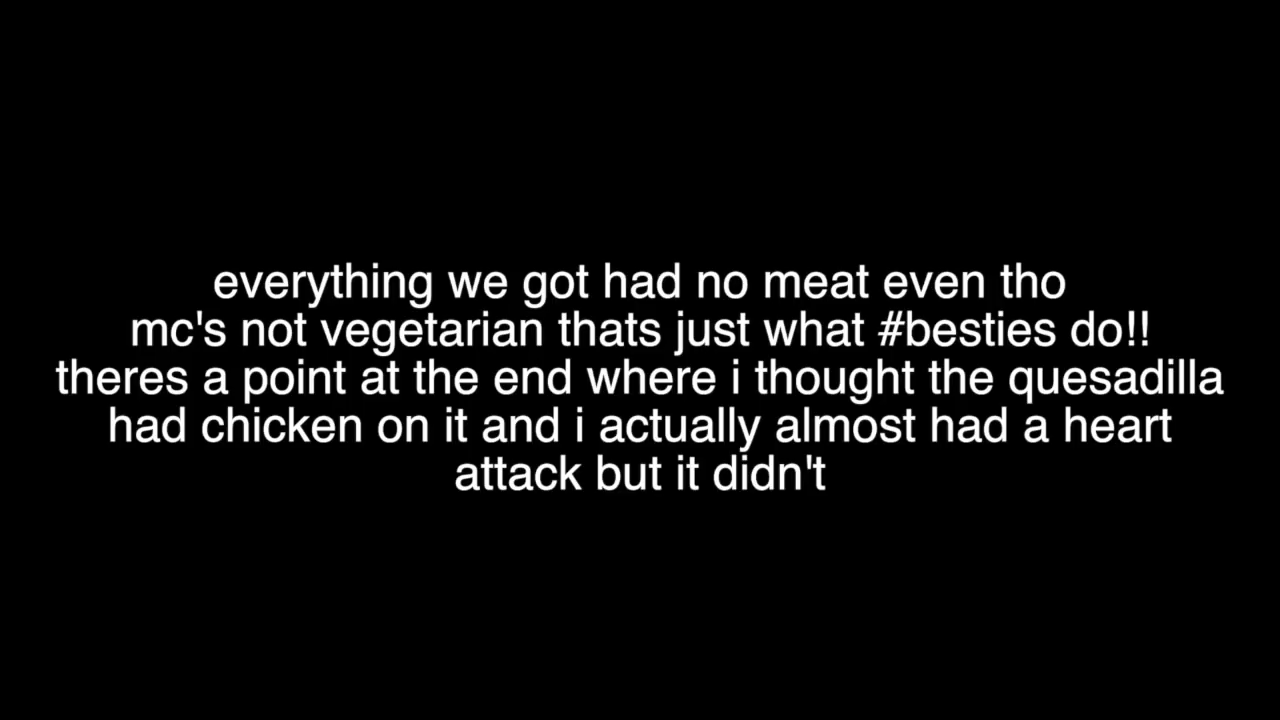 everything we got had no meat even tho
mc's not vegetarian thats just what #besties do!!
theres a point at the end where i thought the quesadilla
had chicken on it and i actually almost had a heart
attack but it didn't